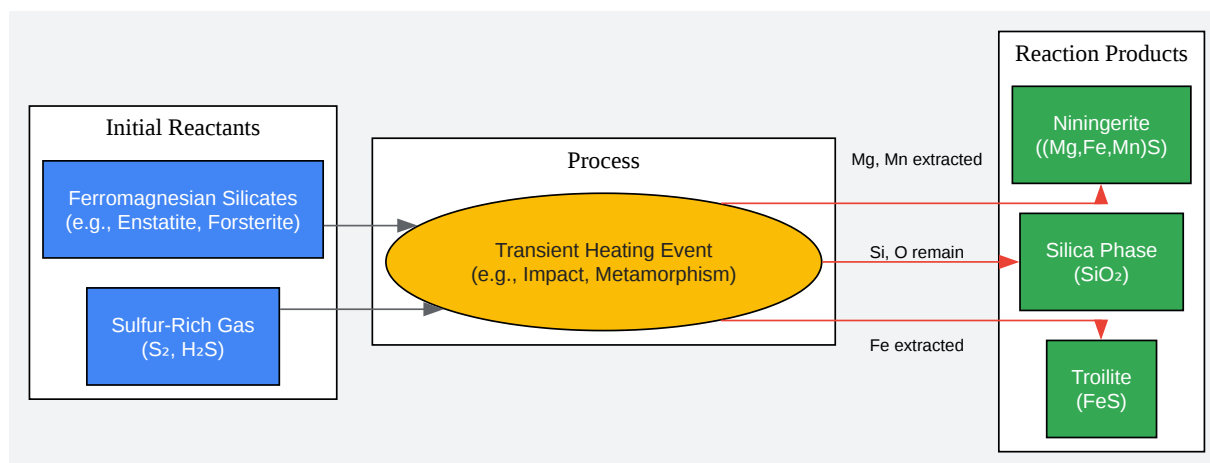 Initial Reactants
Ferromagnesian Silicates
(e.g., Enstatite, Forsterite)
Sulfur-Rich Gas
(S₂, H₂S)
Process
Transient Heating Event
(e.g., Impact, Metamorphism)
Mg, Mn extracted
Si, O remain
Fe extracted
Reaction Products
Niningerite
((Mg,Fe,Mn)S)
Silica Phase
(SiO₂)
Troilite
(FeS)